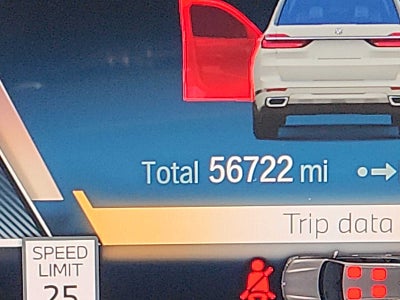 Total 56722 mi
Trip data
SPEED
LIMIT
25